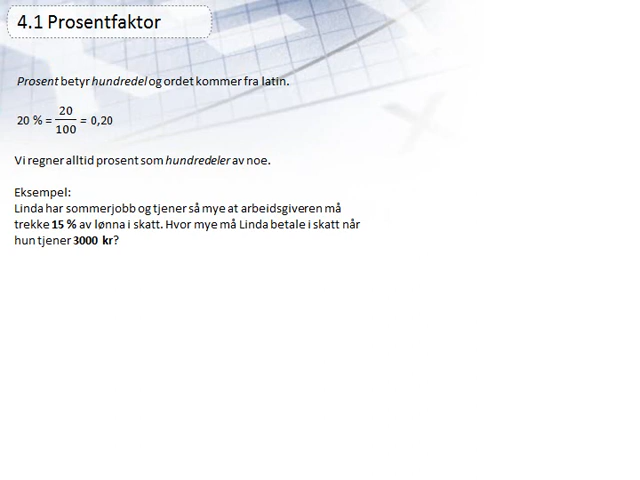 4.1 Prosentfaktor
Prosent betyr hundredel og ordet kommer fra latin.
20 % = 20/100 = 0,20
Vi regner alltid prosent som hundredeler av noe.
Eksempel:
Linda har sommerjobb og tjener så mye at arbeidsgiveren må
trekke 15 % av lønna i skatt. Hvor mye må Linda betale i skatt når
hun tjener 3000 kr?